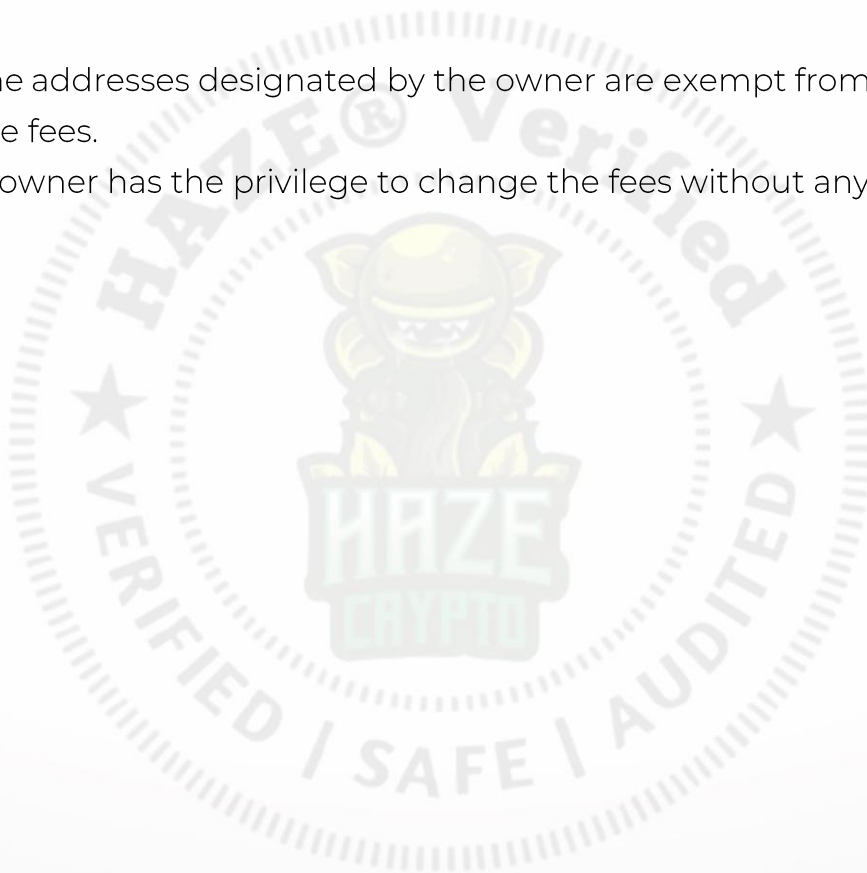 addresses designated by the owner are exempt from
fees.
owner has the privilege to change the fees without any
HAZE® Verified
HAZE
CRYPTO
VERIFIED | SAFE | AUDITED